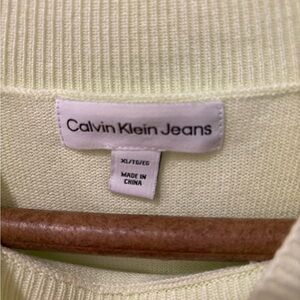 Calvin Klein Jeans
XL/TG/EG
MADE IN
CHINA